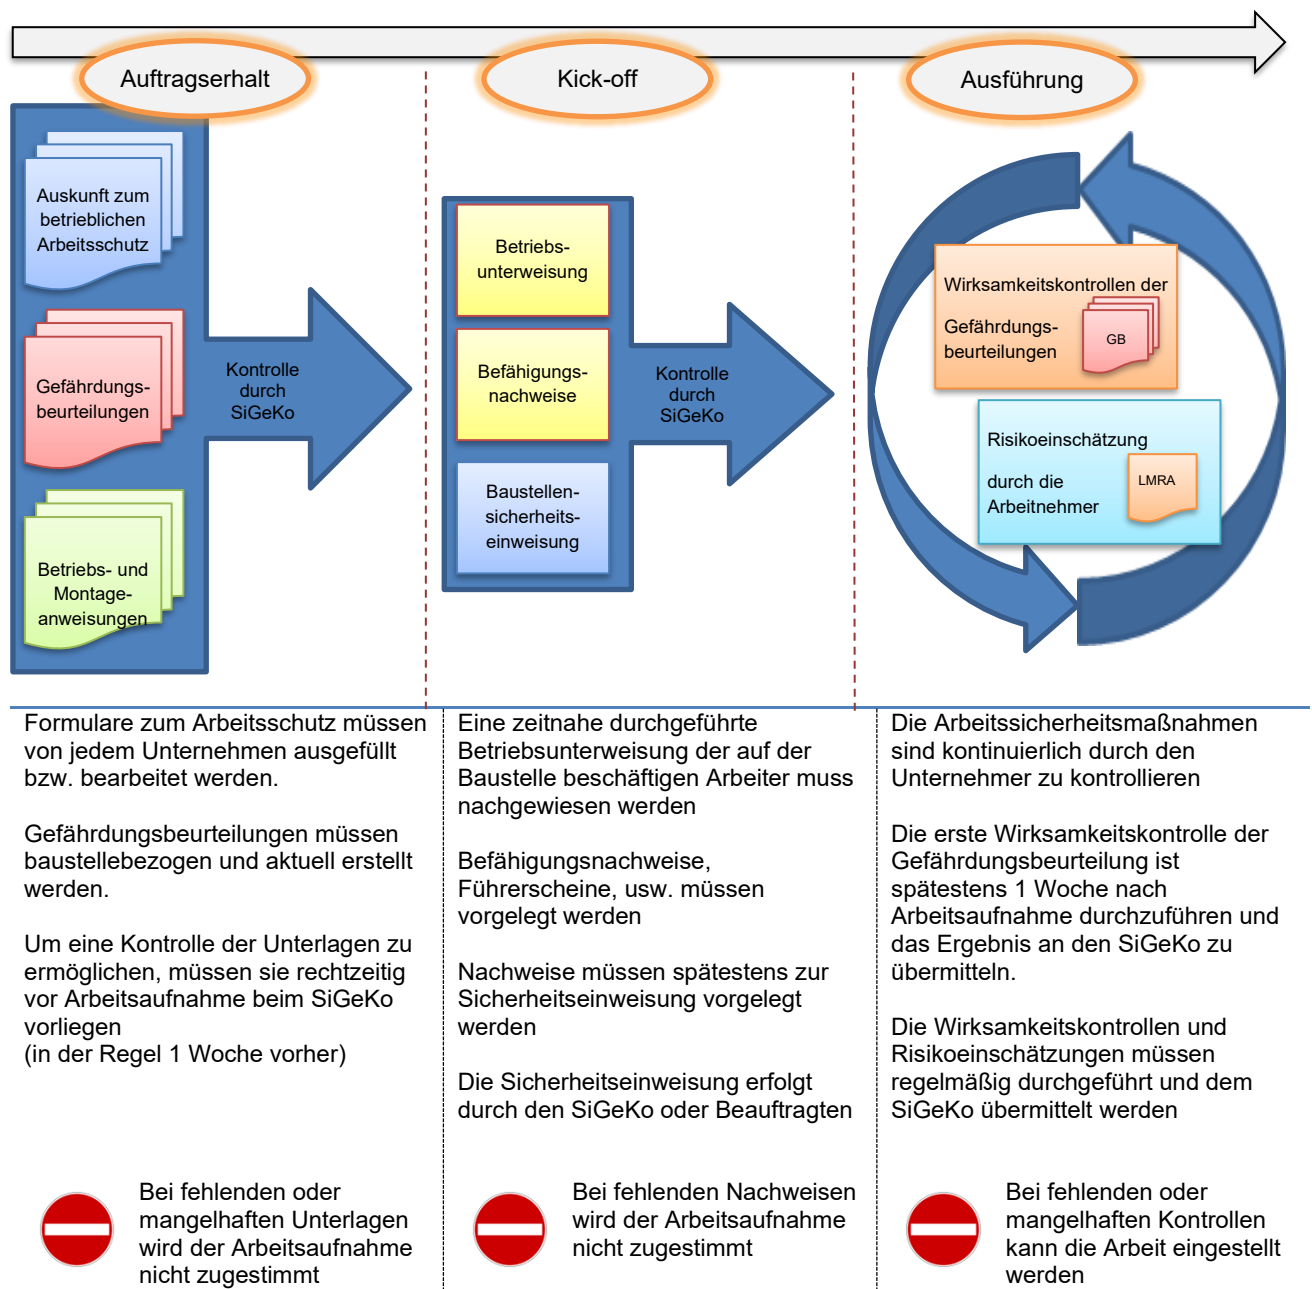 Auftragserhalt
Kick-off
Ausführung
Auskunft zum
betrieblichen
Arbeitsschutz
Gefährdungs-
beurteilungen
Betriebs- und
Montage-
anweisungen
Kontrolle
durch
SiGeKo
Betriebs-
unterweisung
Befähigungs-
nachweise
Baustellen-
sicherheits-
einweisung
Kontrolle
durch
SiGeKo
Wirksamkeitskontrollen der
Gefährdungs-
beurteilungen
GB
Risikoeinschätzung
durch die
Arbeitnehmer
LMRA
Formulare zum Arbeitsschutz müssen
von jedem Unternehmen ausgefüllt
bzw. bearbeitet werden.
Gefährdungsbeurteilungen müssen
baustellebezogen und aktuell erstellt
werden.
Um eine Kontrolle der Unterlagen zu
ermöglichen, müssen sie rechtzeitig
vor Arbeitsaufnahme beim SiGeKo
vorliegen
(in der Regel 1 Woche vorher)
Bei fehlenden oder
mangelhaften Unterlagen
wird der Arbeitsaufnahme
nicht zugestimmt
Eine zeitnahe durchgeführte
Betriebsunterweisung der auf der
Baustelle beschäftigen Arbeiter muss
nachgewiesen werden
Befähigungsnachweise,
Führerscheine, usw. müssen
vorgelegt werden
Nachweise müssen spätestens zur
Sicherheitseinweisung vorgelegt
werden
Die Sicherheitseinweisung erfolgt
durch den SiGeKo oder Beauftragten
Bei fehlenden Nachweisen
wird der Arbeitsaufnahme
nicht zugestimmt
Die Arbeitssicherheitsmaßnahmen
sind kontinuierlich durch den
Unternehmer zu kontrollieren
Die erste Wirksamkeitskontrolle der
Gefährdungsbeurteilung ist
spätestens 1 Woche nach
Arbeitsaufnahme durchzuführen und
das Ergebnis an den SiGeKo zu
übermitteln.
Die Wirksamkeitskontrollen und
Risikoeinschätzungen müssen
regelmäßig durchgeführt und dem
SiGeKo übermittelt werden
Bei fehlenden oder
mangelhaften Kontrollen
kann die Arbeit eingestellt
werden